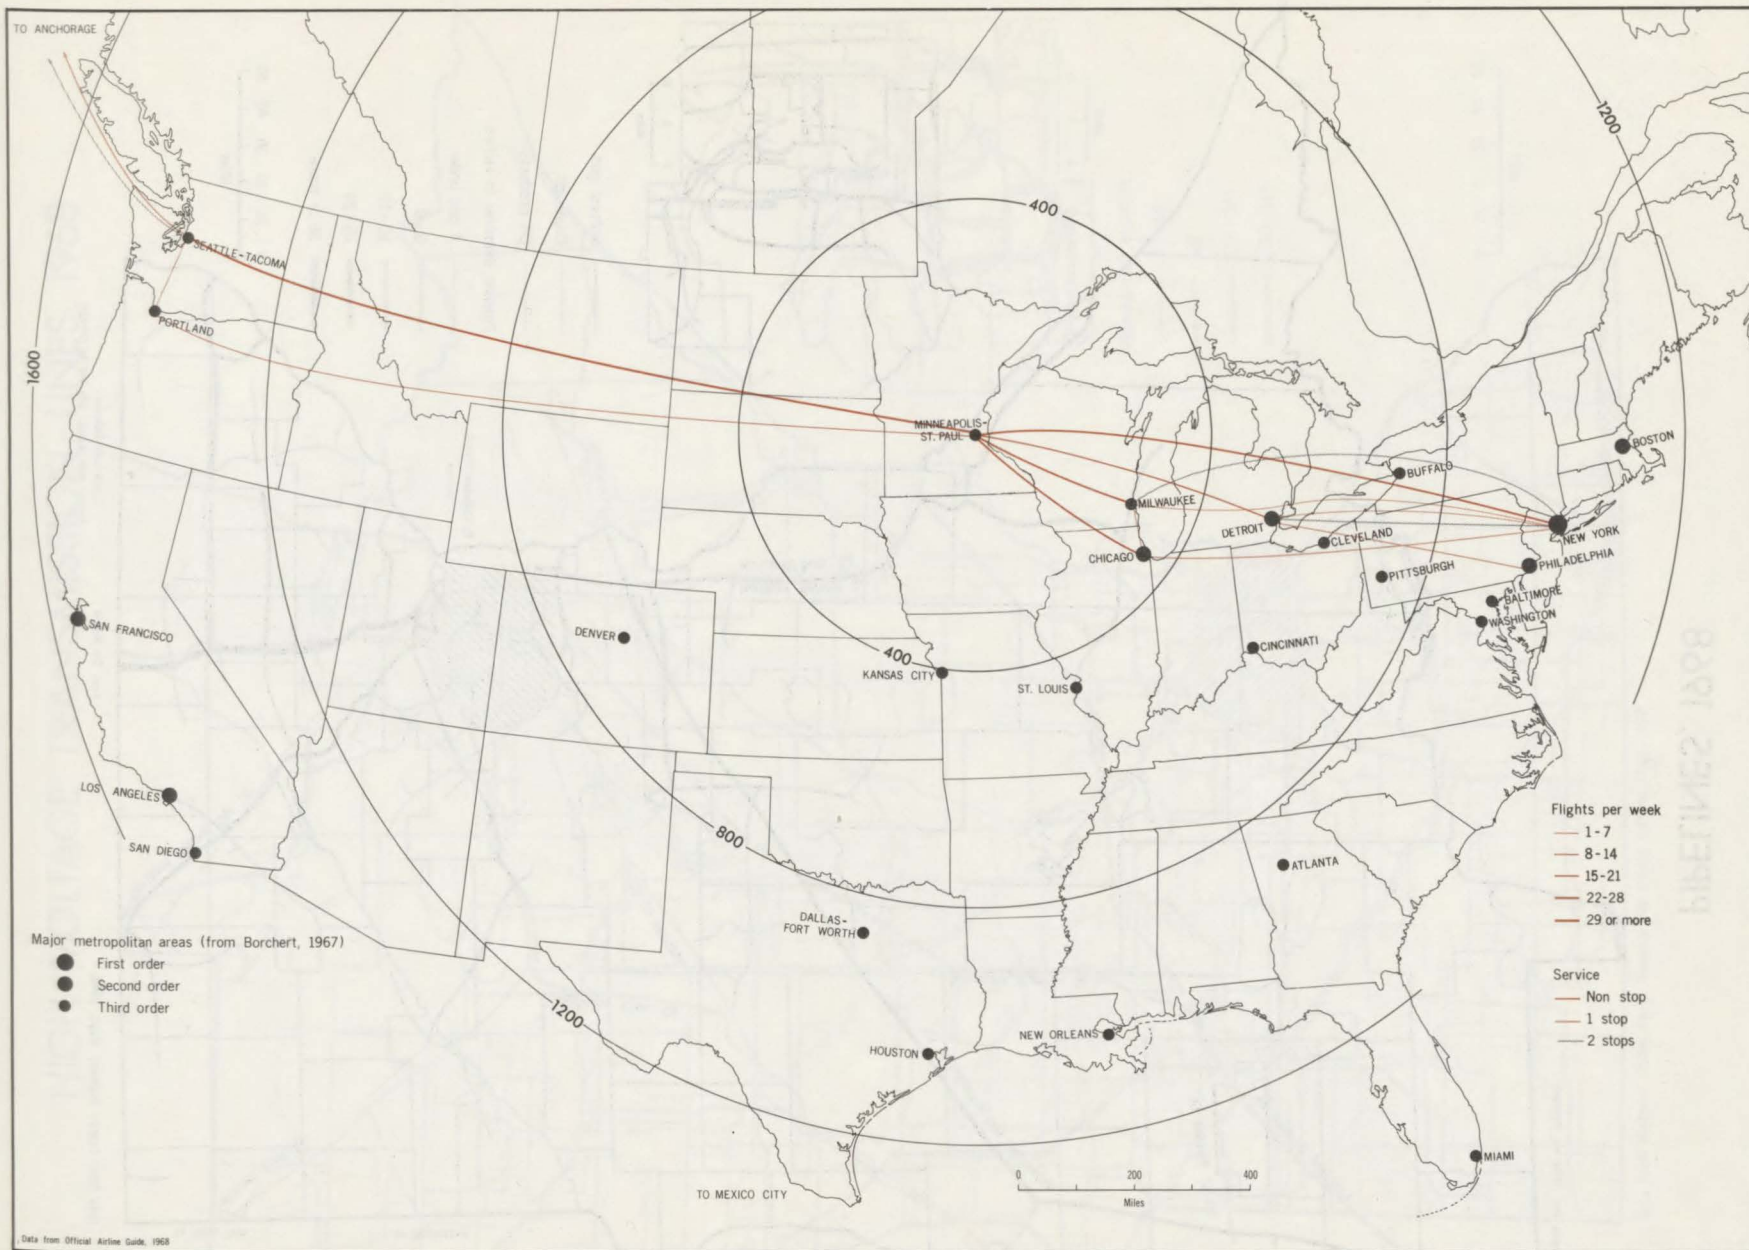 TO ANCHORAGE
1200
400
SEATTLE-TACOMA
PORTLAND
1600
MINNEAPOLIS-
ST. PAUL
BOSTON
BUFFALO
MILWAUKEE
DETROIT
NEW YORK
CLEVELAND
CHICAGO
PHILADELPHIA
PITTSBURGH
BALTIMORE
WASHINGTON
SAN FRANCISCO
DENVER
CINCINNATI
400
KANSAS CITY
ST. LOUIS
PIPELINES 1968
LOS ANGELES
SAN DIEGO
800
ATLANTA
Flights per week
1-7
8-14
15-21
22-28
29 or more
DALLAS-
FORT WORTH
Major metropolitan areas (from Borchert, 1967)
First order
Second order
Third order
Service
Non stop
1 stop
2 stops
1200
NEW ORLEANS
HOUSTON
MIAMI
0 200 400
Miles
TO MEXICO CITY
Data from Official Airline Guide, 1968